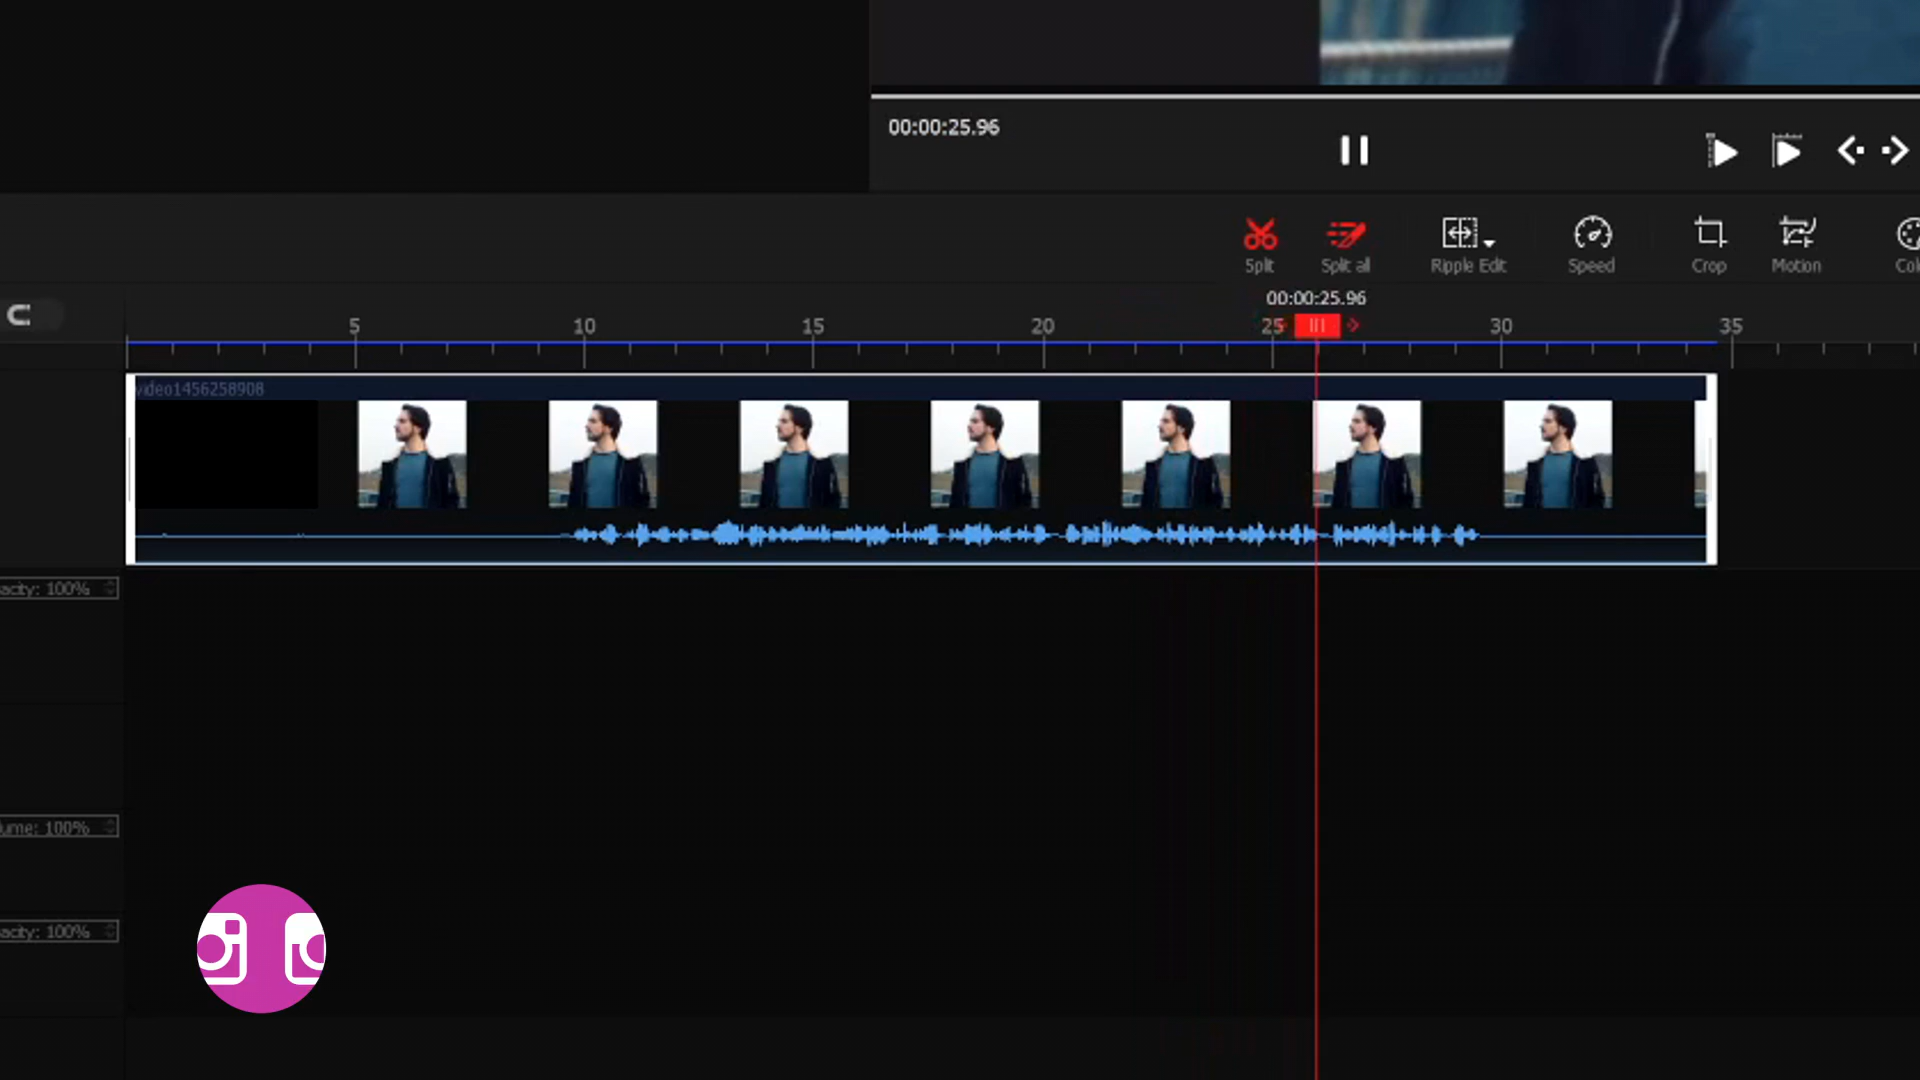 00:00:25.96
Split
Split all
Ripple Edit
Speed
Crop
Motion
Col
00:00:25.96
5 10 15 20 25 30 35
video1456258908
acity: 100%
ume: 100%
acity: 100%